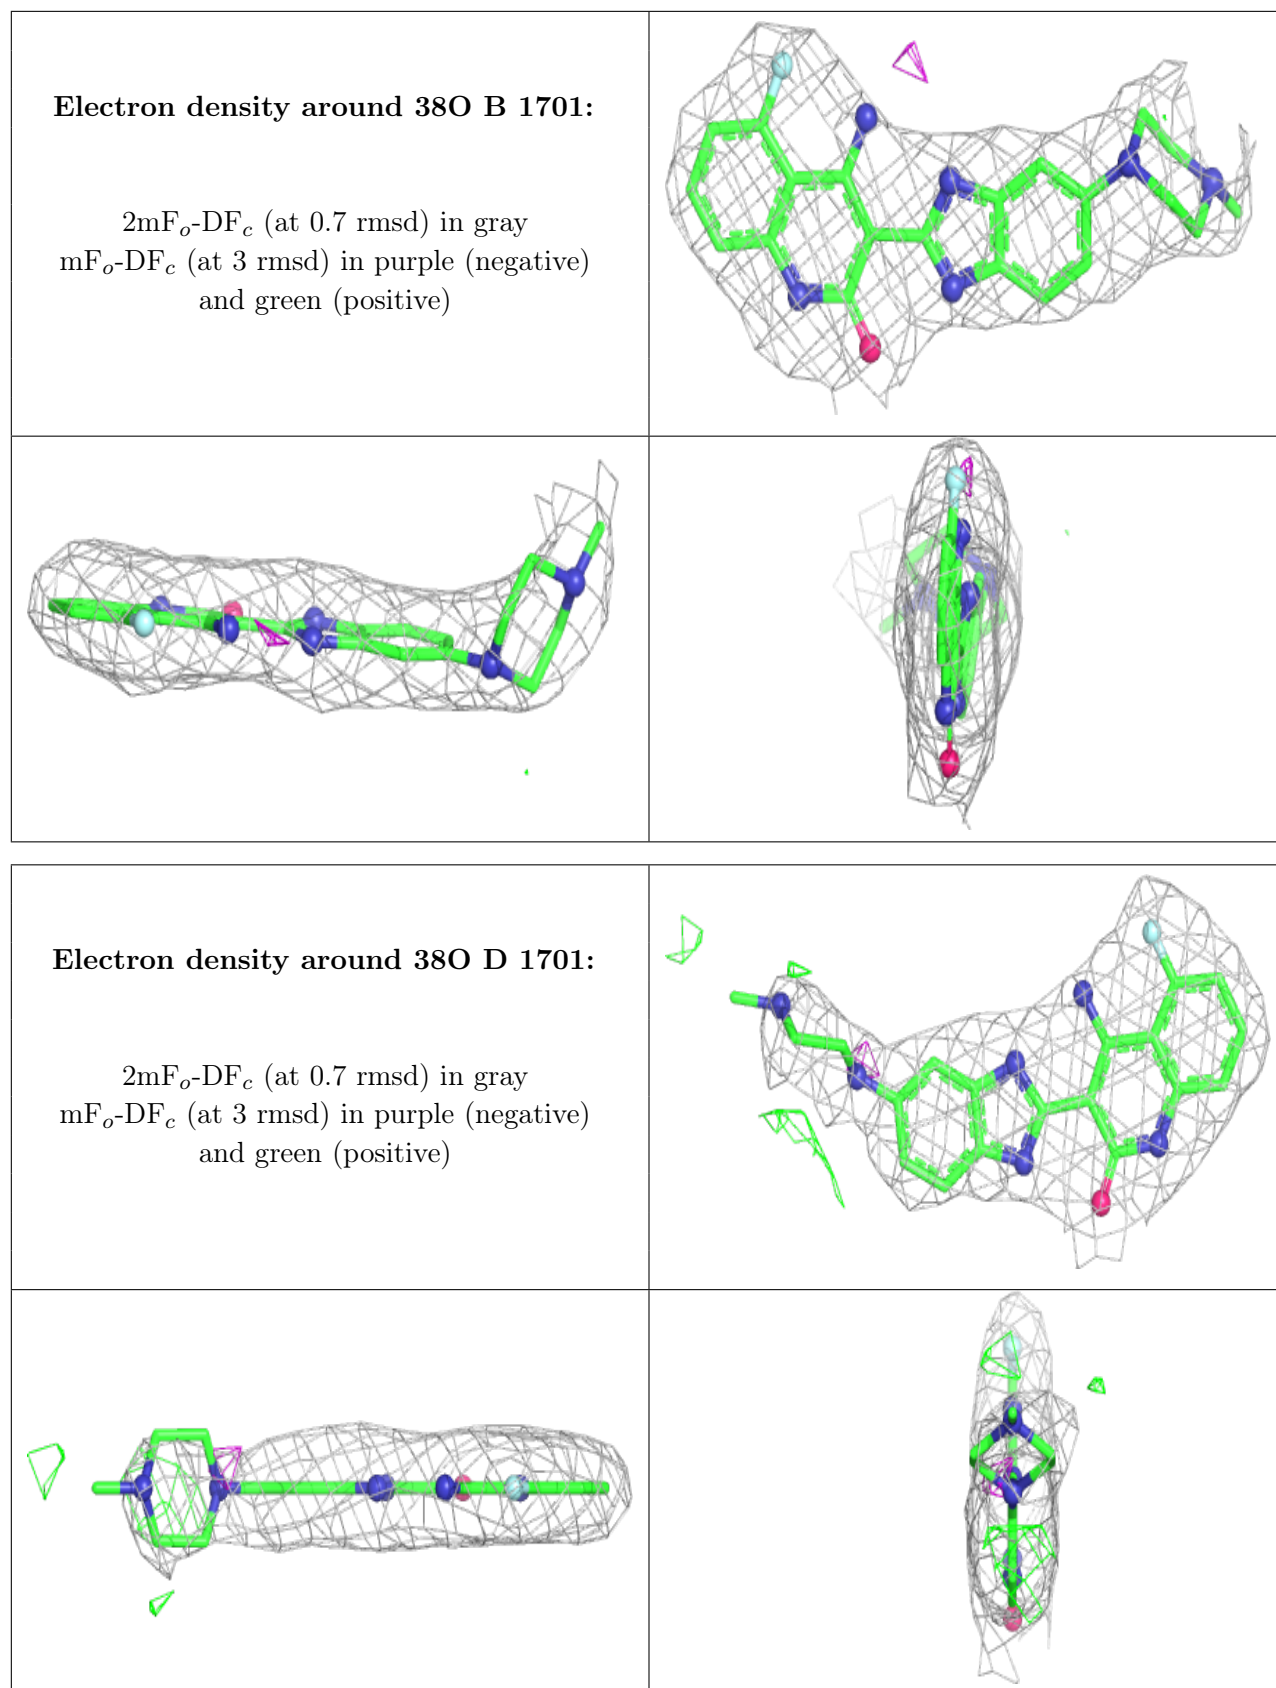 Electron density around 38O B 1701:
2mFₒ-DF𝒸 (at 0.7 rmsd) in gray
mFₒ-DF𝒸 (at 3 rmsd) in purple (negative)
and green (positive)
Electron density around 38O D 1701:
2mFₒ-DF𝒸 (at 0.7 rmsd) in gray
mFₒ-DF𝒸 (at 3 rmsd) in purple (negative)
and green (positive)